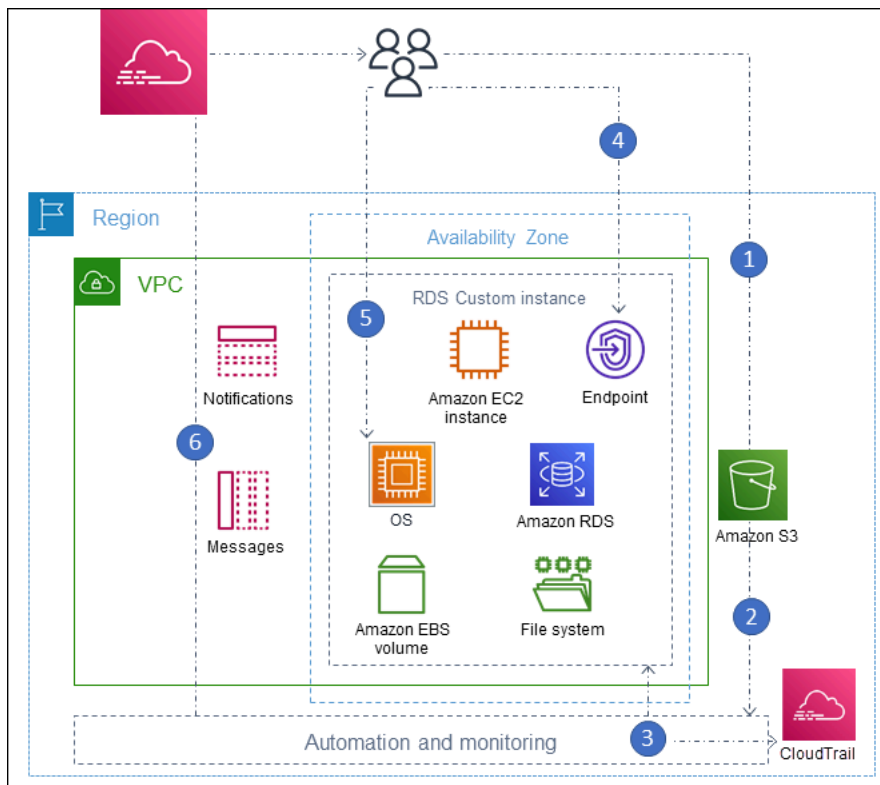 4
Region
Availability Zone
1
VPC
RDS Custom instance
5
Notifications
Amazon EC2
instance
Endpoint
6
OS
Amazon RDS
Amazon S3
Messages
2
Amazon EBS
volume
File system
3
Automation and monitoring
CloudTrail